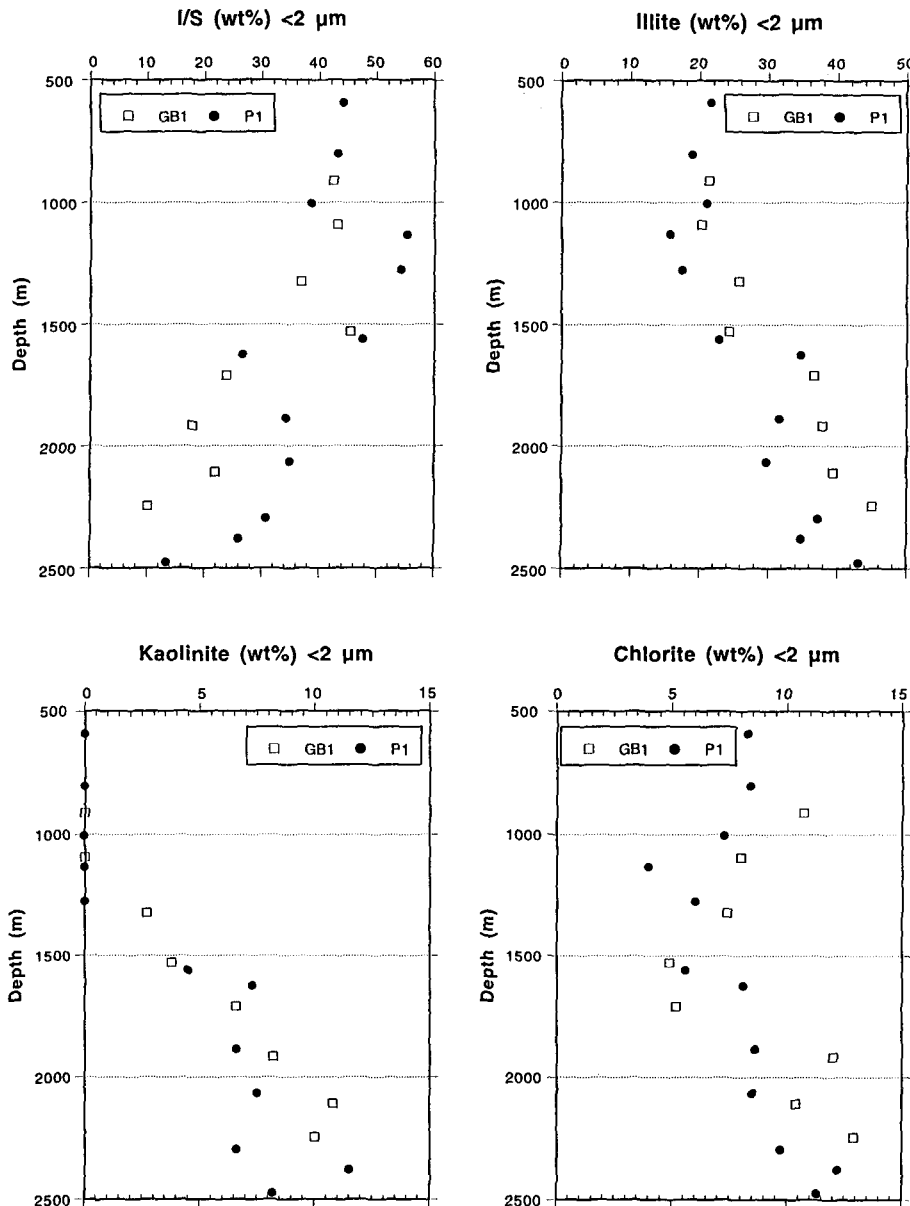 I/S (wt%) <2 µm
0 10 20 30 40 50 60
500
1000
1500
2000
2500
Depth (m)
GB1 P1
Illite (wt%) <2 µm
0 10 20 30 40 50
500
1000
1500
2000
2500
Depth (m)
GB1 P1
Kaolinite (wt%) <2 µm
0 5 10 15
500
1000
1500
2000
2500
Depth (m)
GB1 P1
Chlorite (wt%) <2 µm
0 5 10 15
500
1000
1500
2000
2500
Depth (m)
GB1 P1